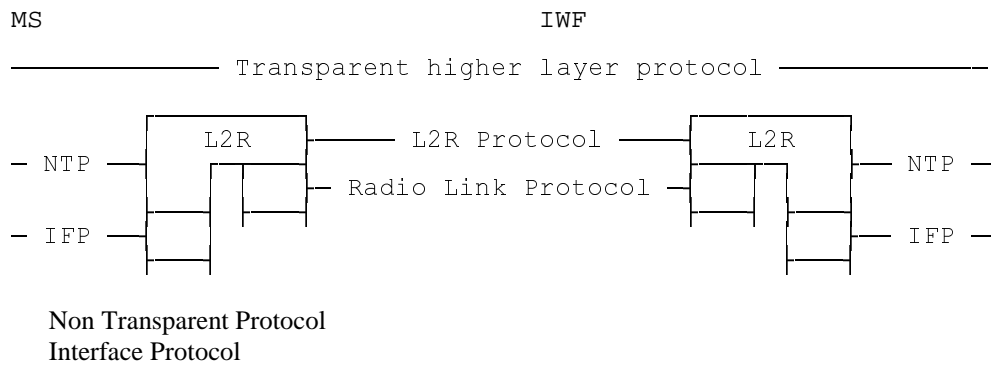 MS IWF
Transparent higher layer protocol
L2R L2R Protocol L2R
NTP NTP
Radio Link Protocol
IFP IFP
Non Transparent Protocol
Interface Protocol